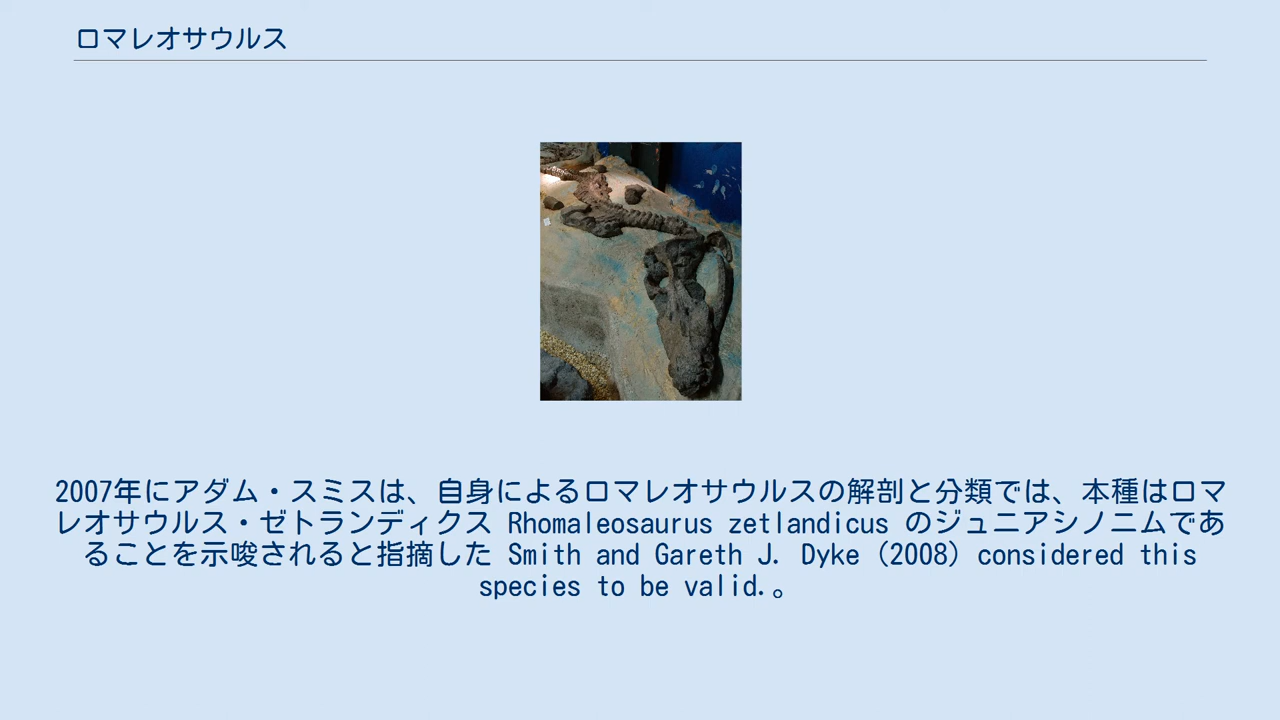 ロマレオサウルス
2007年にアダム・スミスは、自身によるロマレオサウルスの解剖と分類では、本種はロマ
レオサウルス・ゼトランディクス Rhomaleosaurus zetlandicus のジュニアシノニムであ
ることを示唆されると指摘した Smith and Gareth J. Dyke (2008) considered this
species to be valid.。